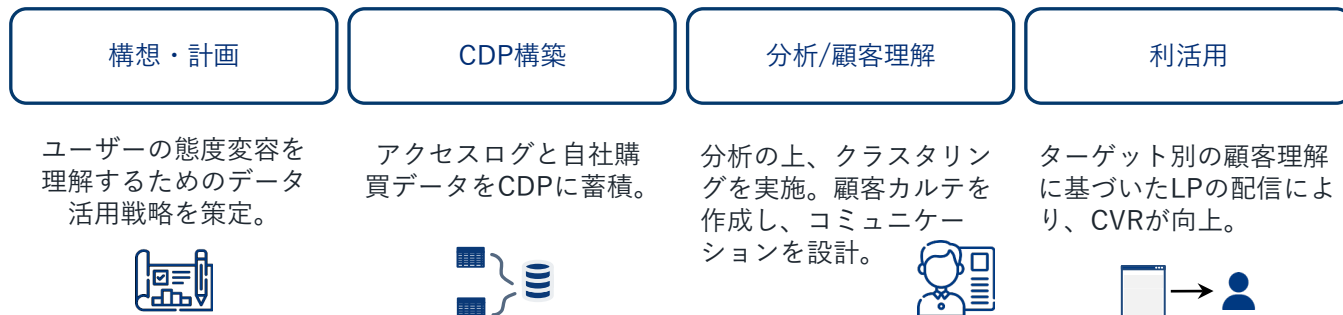 構想・計画
ユーザーの態度変容を
理解するためのデータ
活用戦略を策定。
CDP構築
アクセスログと自社購
買データをCDPに蓄積。
分析/顧客理解
分析の上、クラスタリン
グを実施。顧客カルテを
作成し、コミュニケー
ションを設計。
利活用
ターゲット別の顧客理解
に基づいたLPの配信によ
り、CVRが向上。